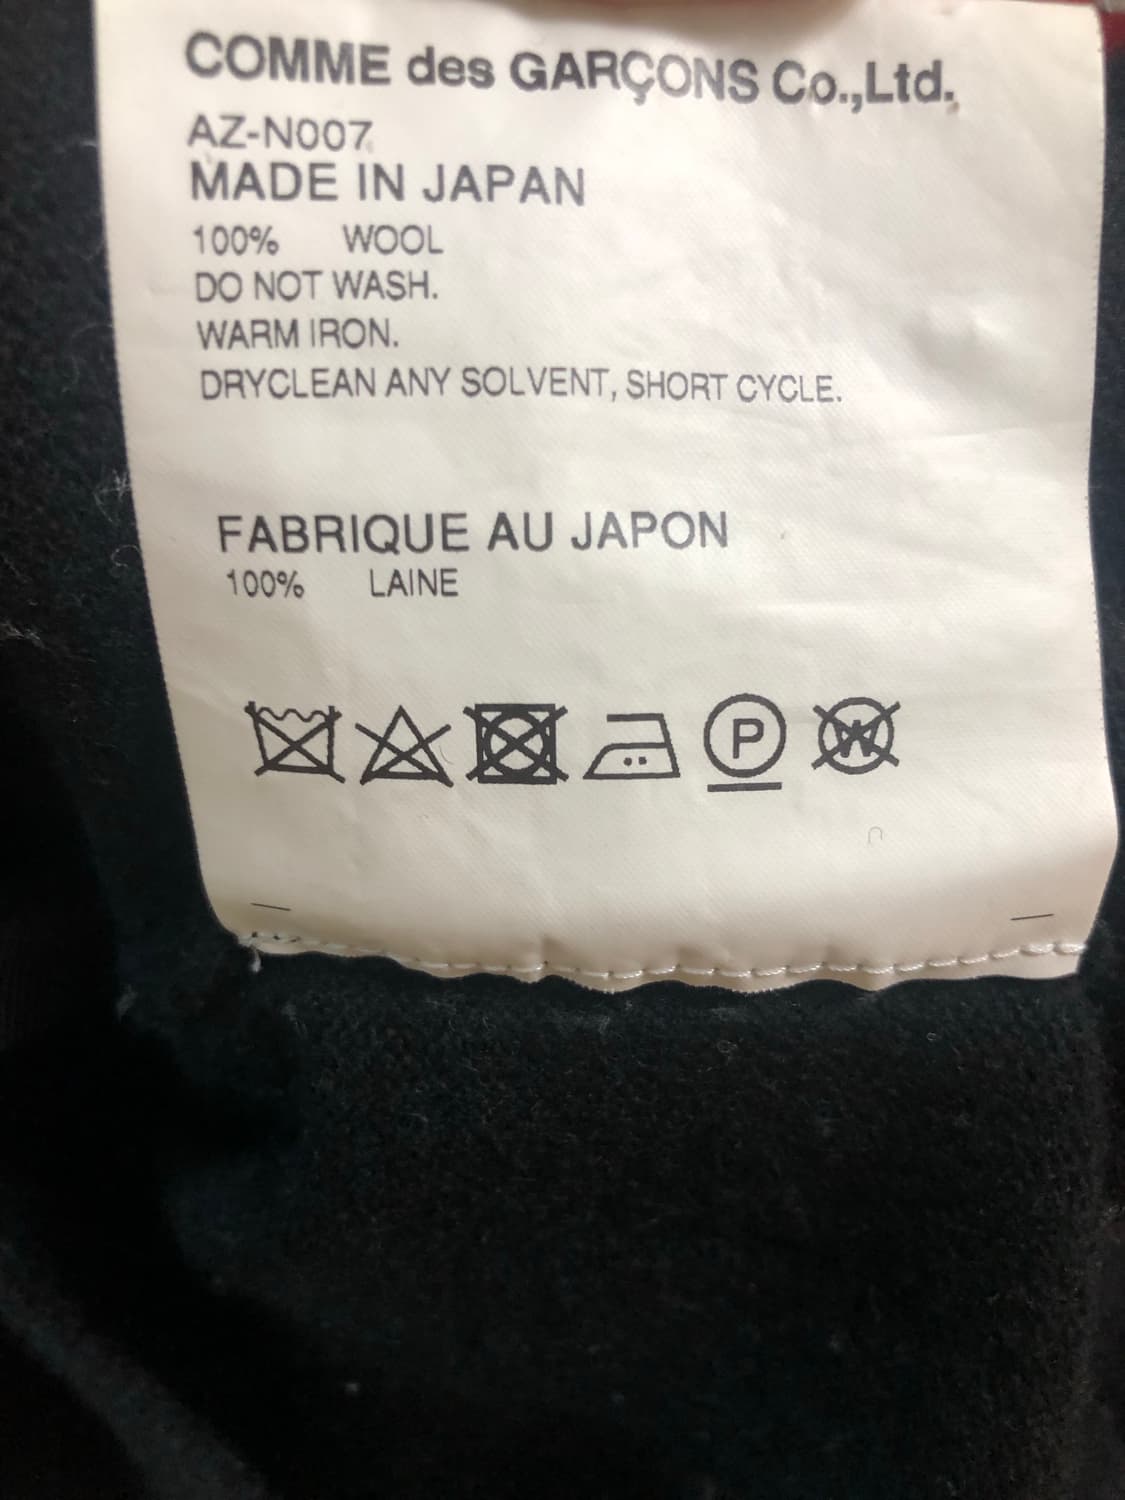 COMME des GARÇONS Co.,Ltd.
AZ-N007
MADE IN JAPAN
100% WOOL
DO NOT WASH.
WARM IRON.
DRYCLEAN ANY SOLVENT, SHORT CYCLE.
FABRIQUE AU JAPON
100% LAINE
P W